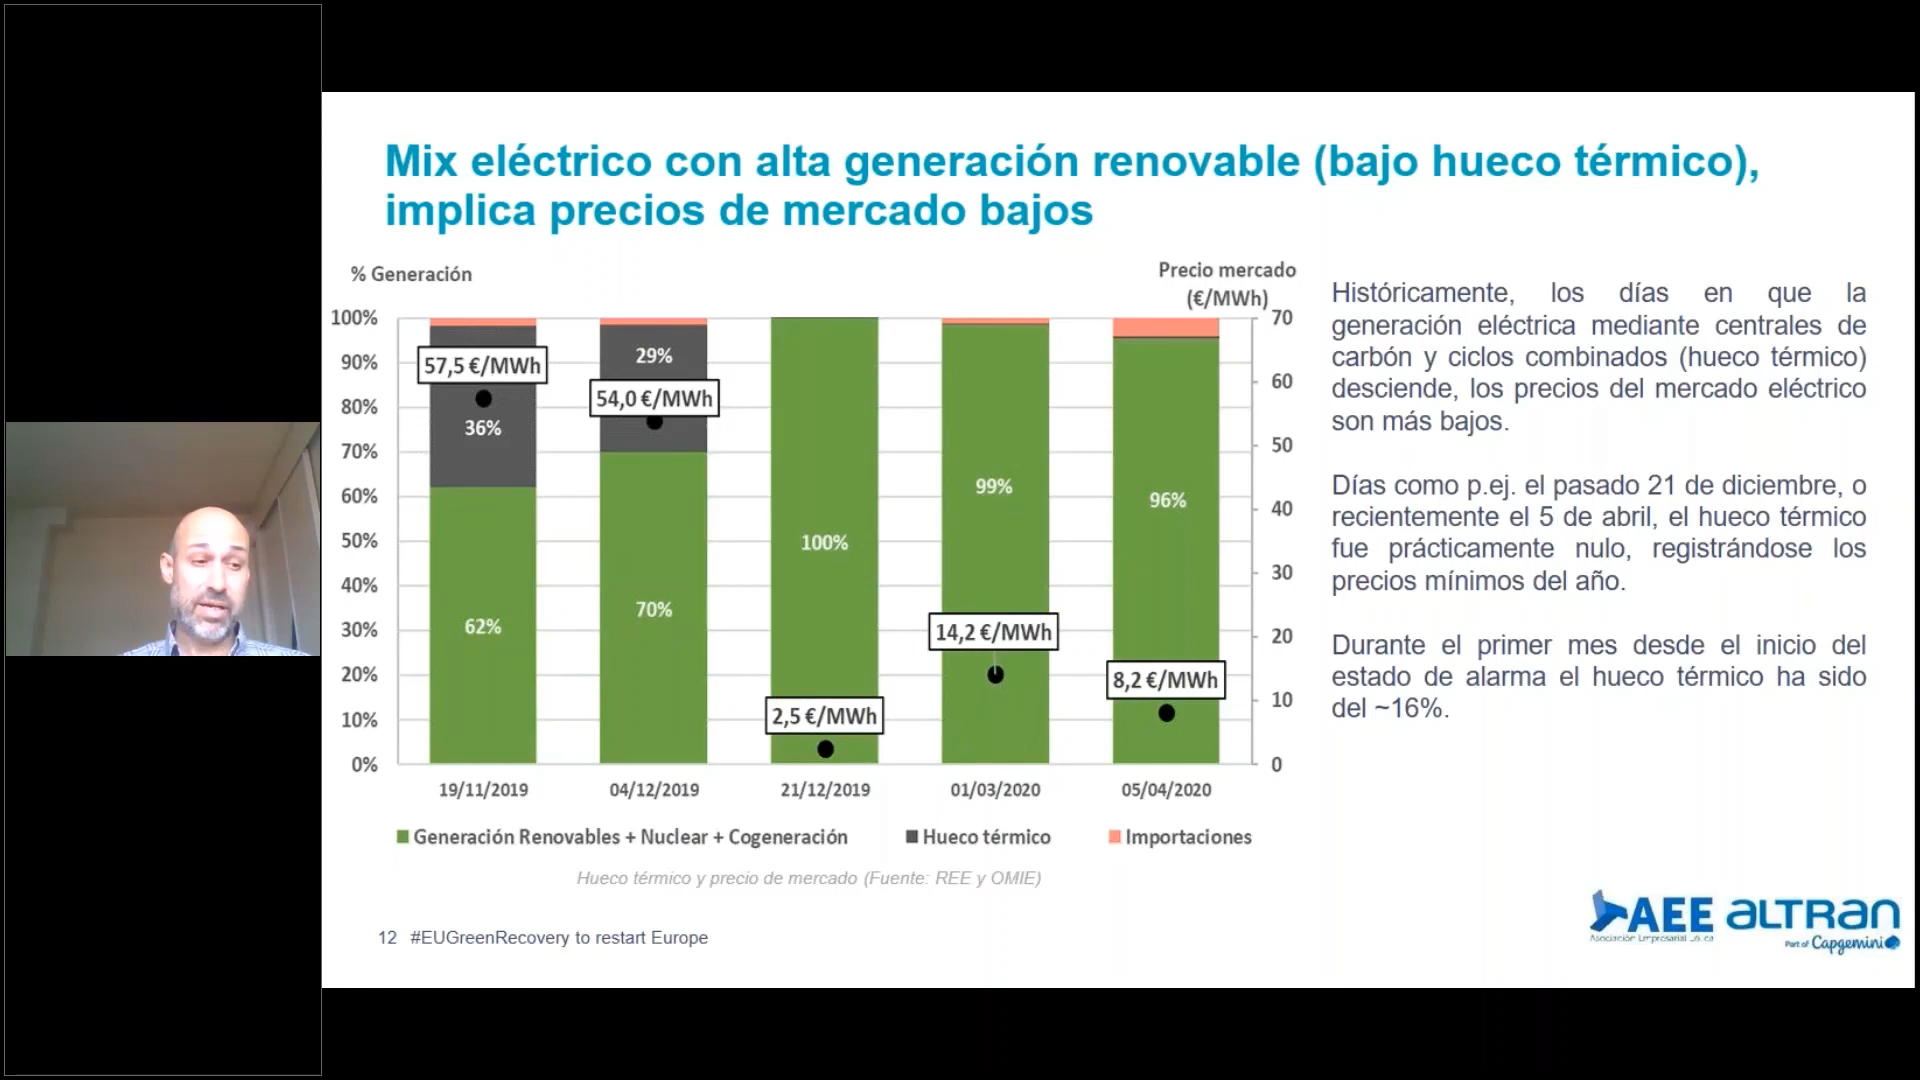 Mix eléctrico con alta generación renovable (bajo hueco térmico),
implica precios de mercado bajos
% Generación
Precio mercado
(€/MWh)
100%
90%
80%
70%
60%
50%
40%
30%
20%
10%
0%
70
60
50
40
30
20
10
0
57,5 €/MWh
36%
62%
29%
54,0 €/MWh
70%
100%
2,5 €/MWh
99%
14,2 €/MWh
96%
8,2 €/MWh
19/11/2019
04/12/2019
21/12/2019
01/03/2020
05/04/2020
Generación Renovables + Nuclear + Cogeneración
Hueco térmico
Importaciones
Hueco térmico y precio de mercado (Fuente: REE y OMIE)
Históricamente, los días en que la
generación eléctrica mediante centrales de
carbón y ciclos combinados (hueco térmico)
desciende, los precios del mercado eléctrico
son más bajos.
Días como p.ej. el pasado 21 de diciembre, o
recientemente el 5 de abril, el hueco térmico
fue prácticamente nulo, registrándose los
precios mínimos del año.
Durante el primer mes desde el inicio del
estado de alarma el hueco térmico ha sido
del ~16%.
12 #EUGreenRecovery to restart Europe
AEE
Asociación Empresarial
ALTRAN
Part of Capgemini